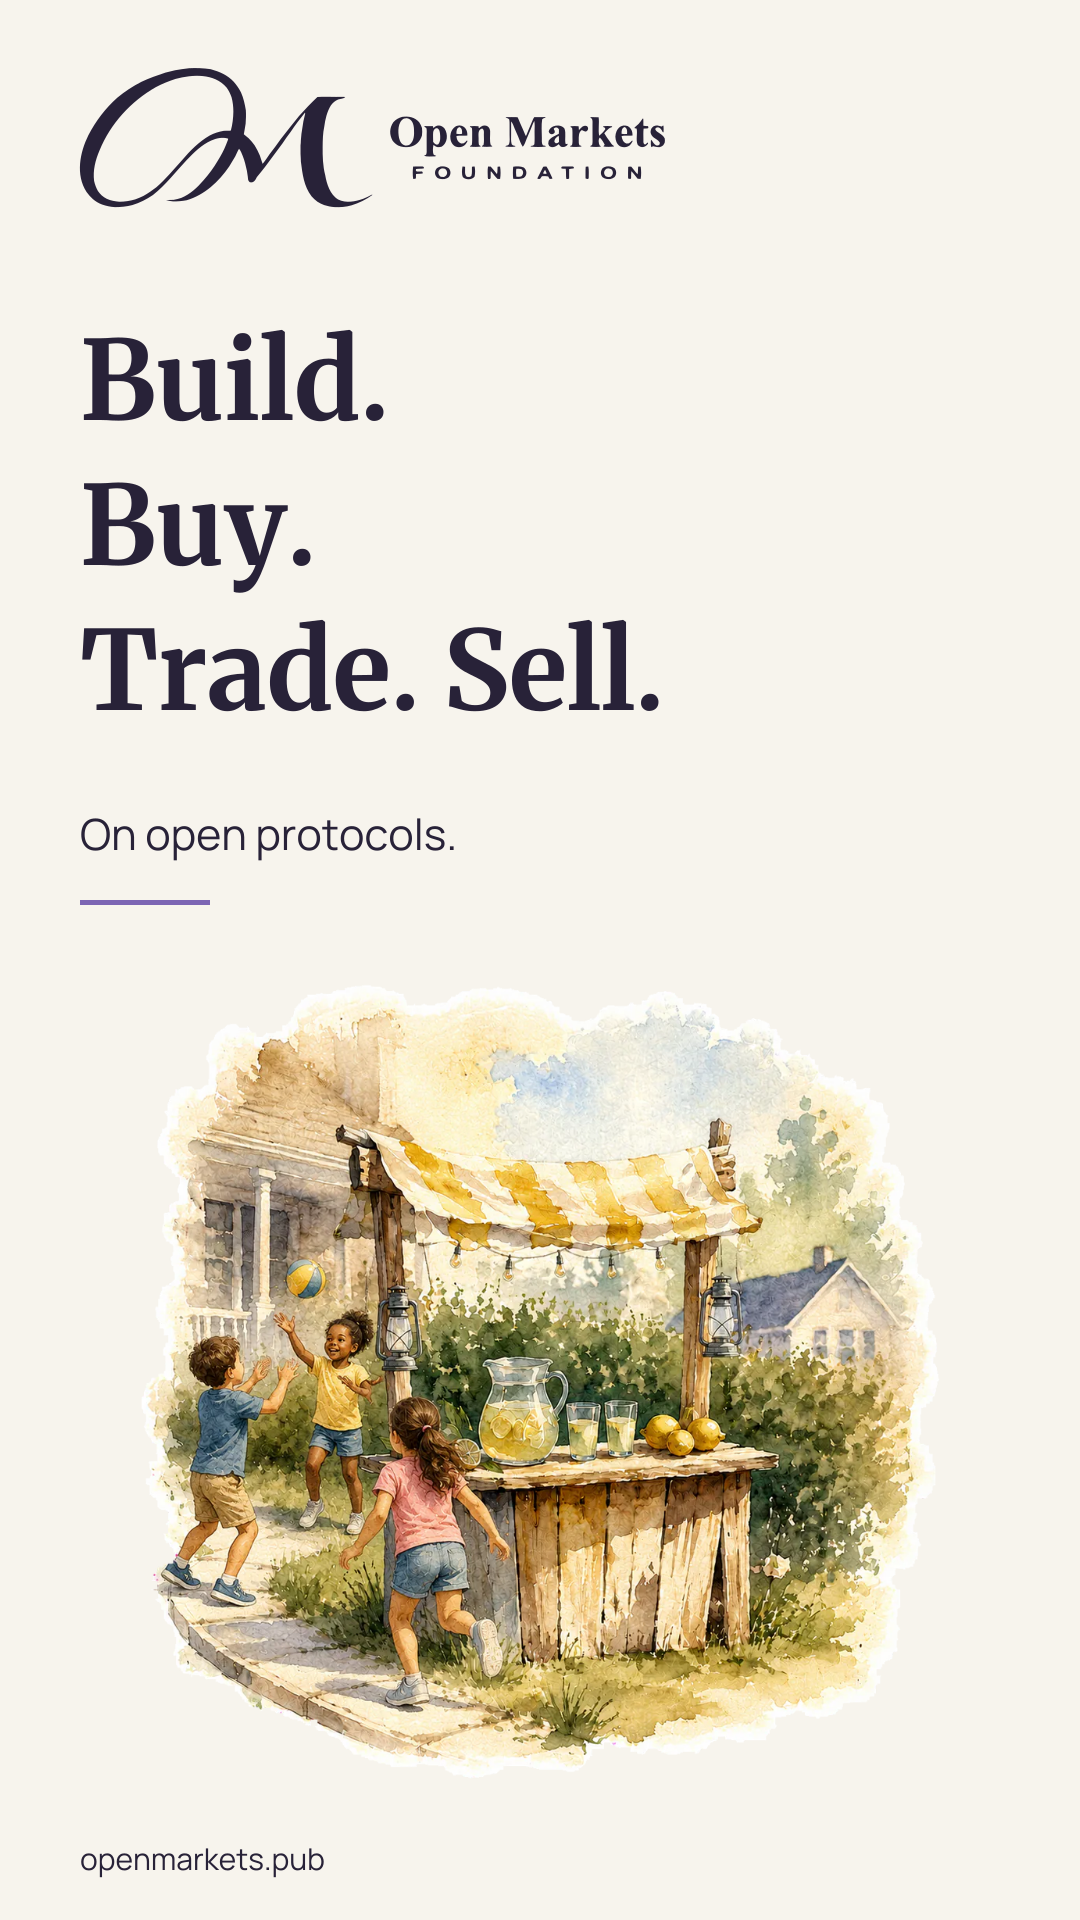 Open Markets
FOUNDATION
Build.
Buy.
Trade. Sell.
On open protocols.
openmarkets.pub